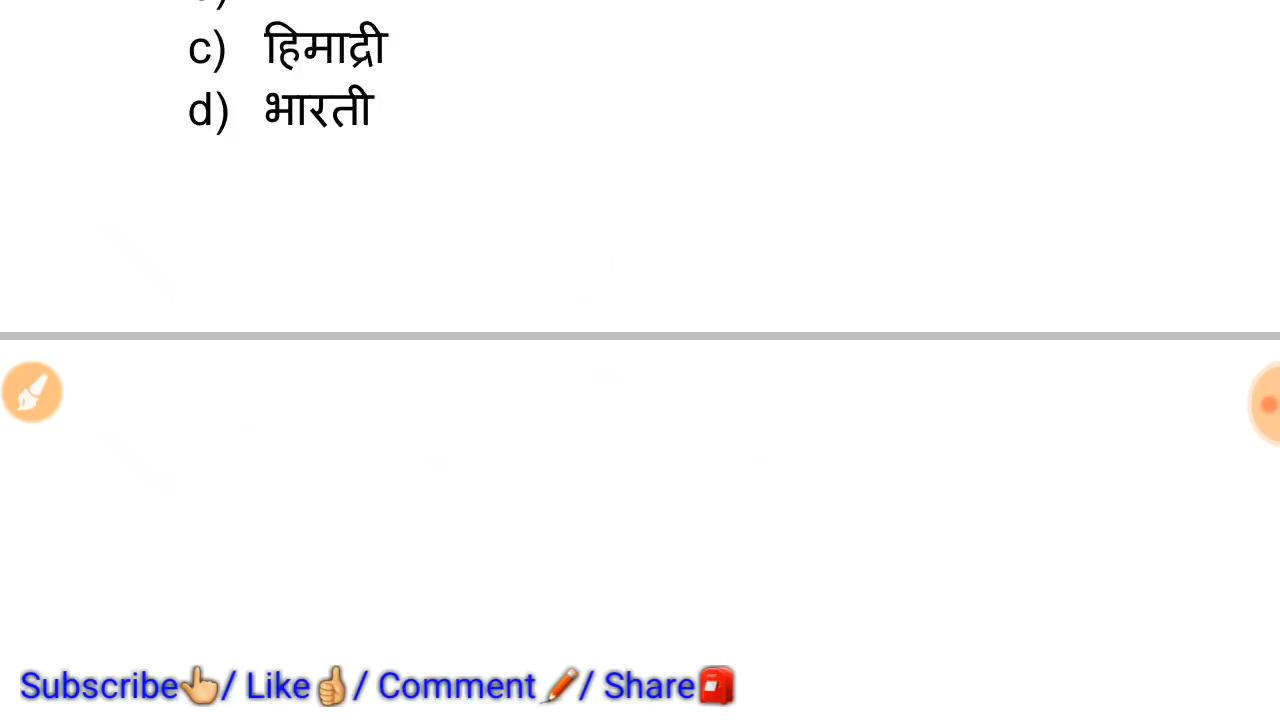 c) हिमाद्री
d) भारती
Subscribe👆/ Like👍/ Comment✏️/ Share📮